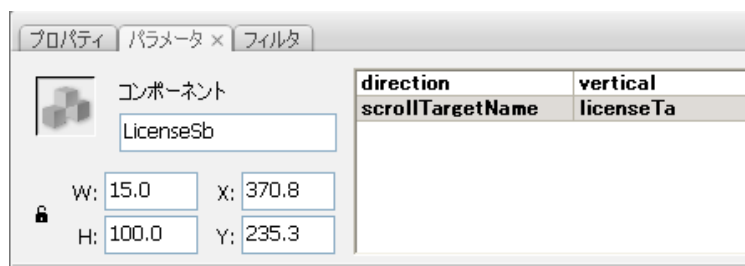 プロパティ パラメータ × フィルタ
コンポーネント
LicenseSb
W: 15.0 X: 370.8
H: 100.0 Y: 235.3
direction vertical
scrollTargetName licenseTa